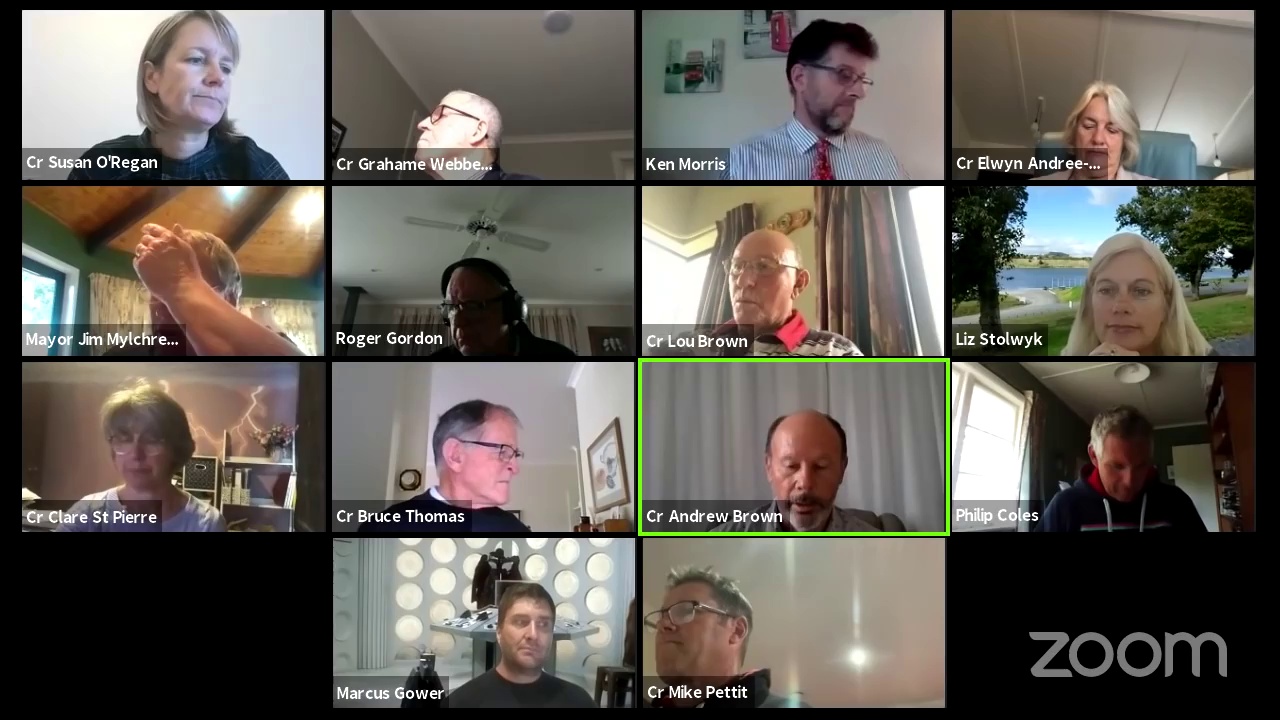 Cr Susan O'Regan
Cr Grahame Webbe...
Ken Morris
Cr Elwyn Andree-...
Mayor Jim Mylchre...
Roger Gordon
Cr Lou Brown
Liz Stolwyk
Cr Clare St Pierre
Cr Bruce Thomas
Cr Andrew Brown
Philip Coles
Marcus Gower
Cr Mike Pettit
zoom